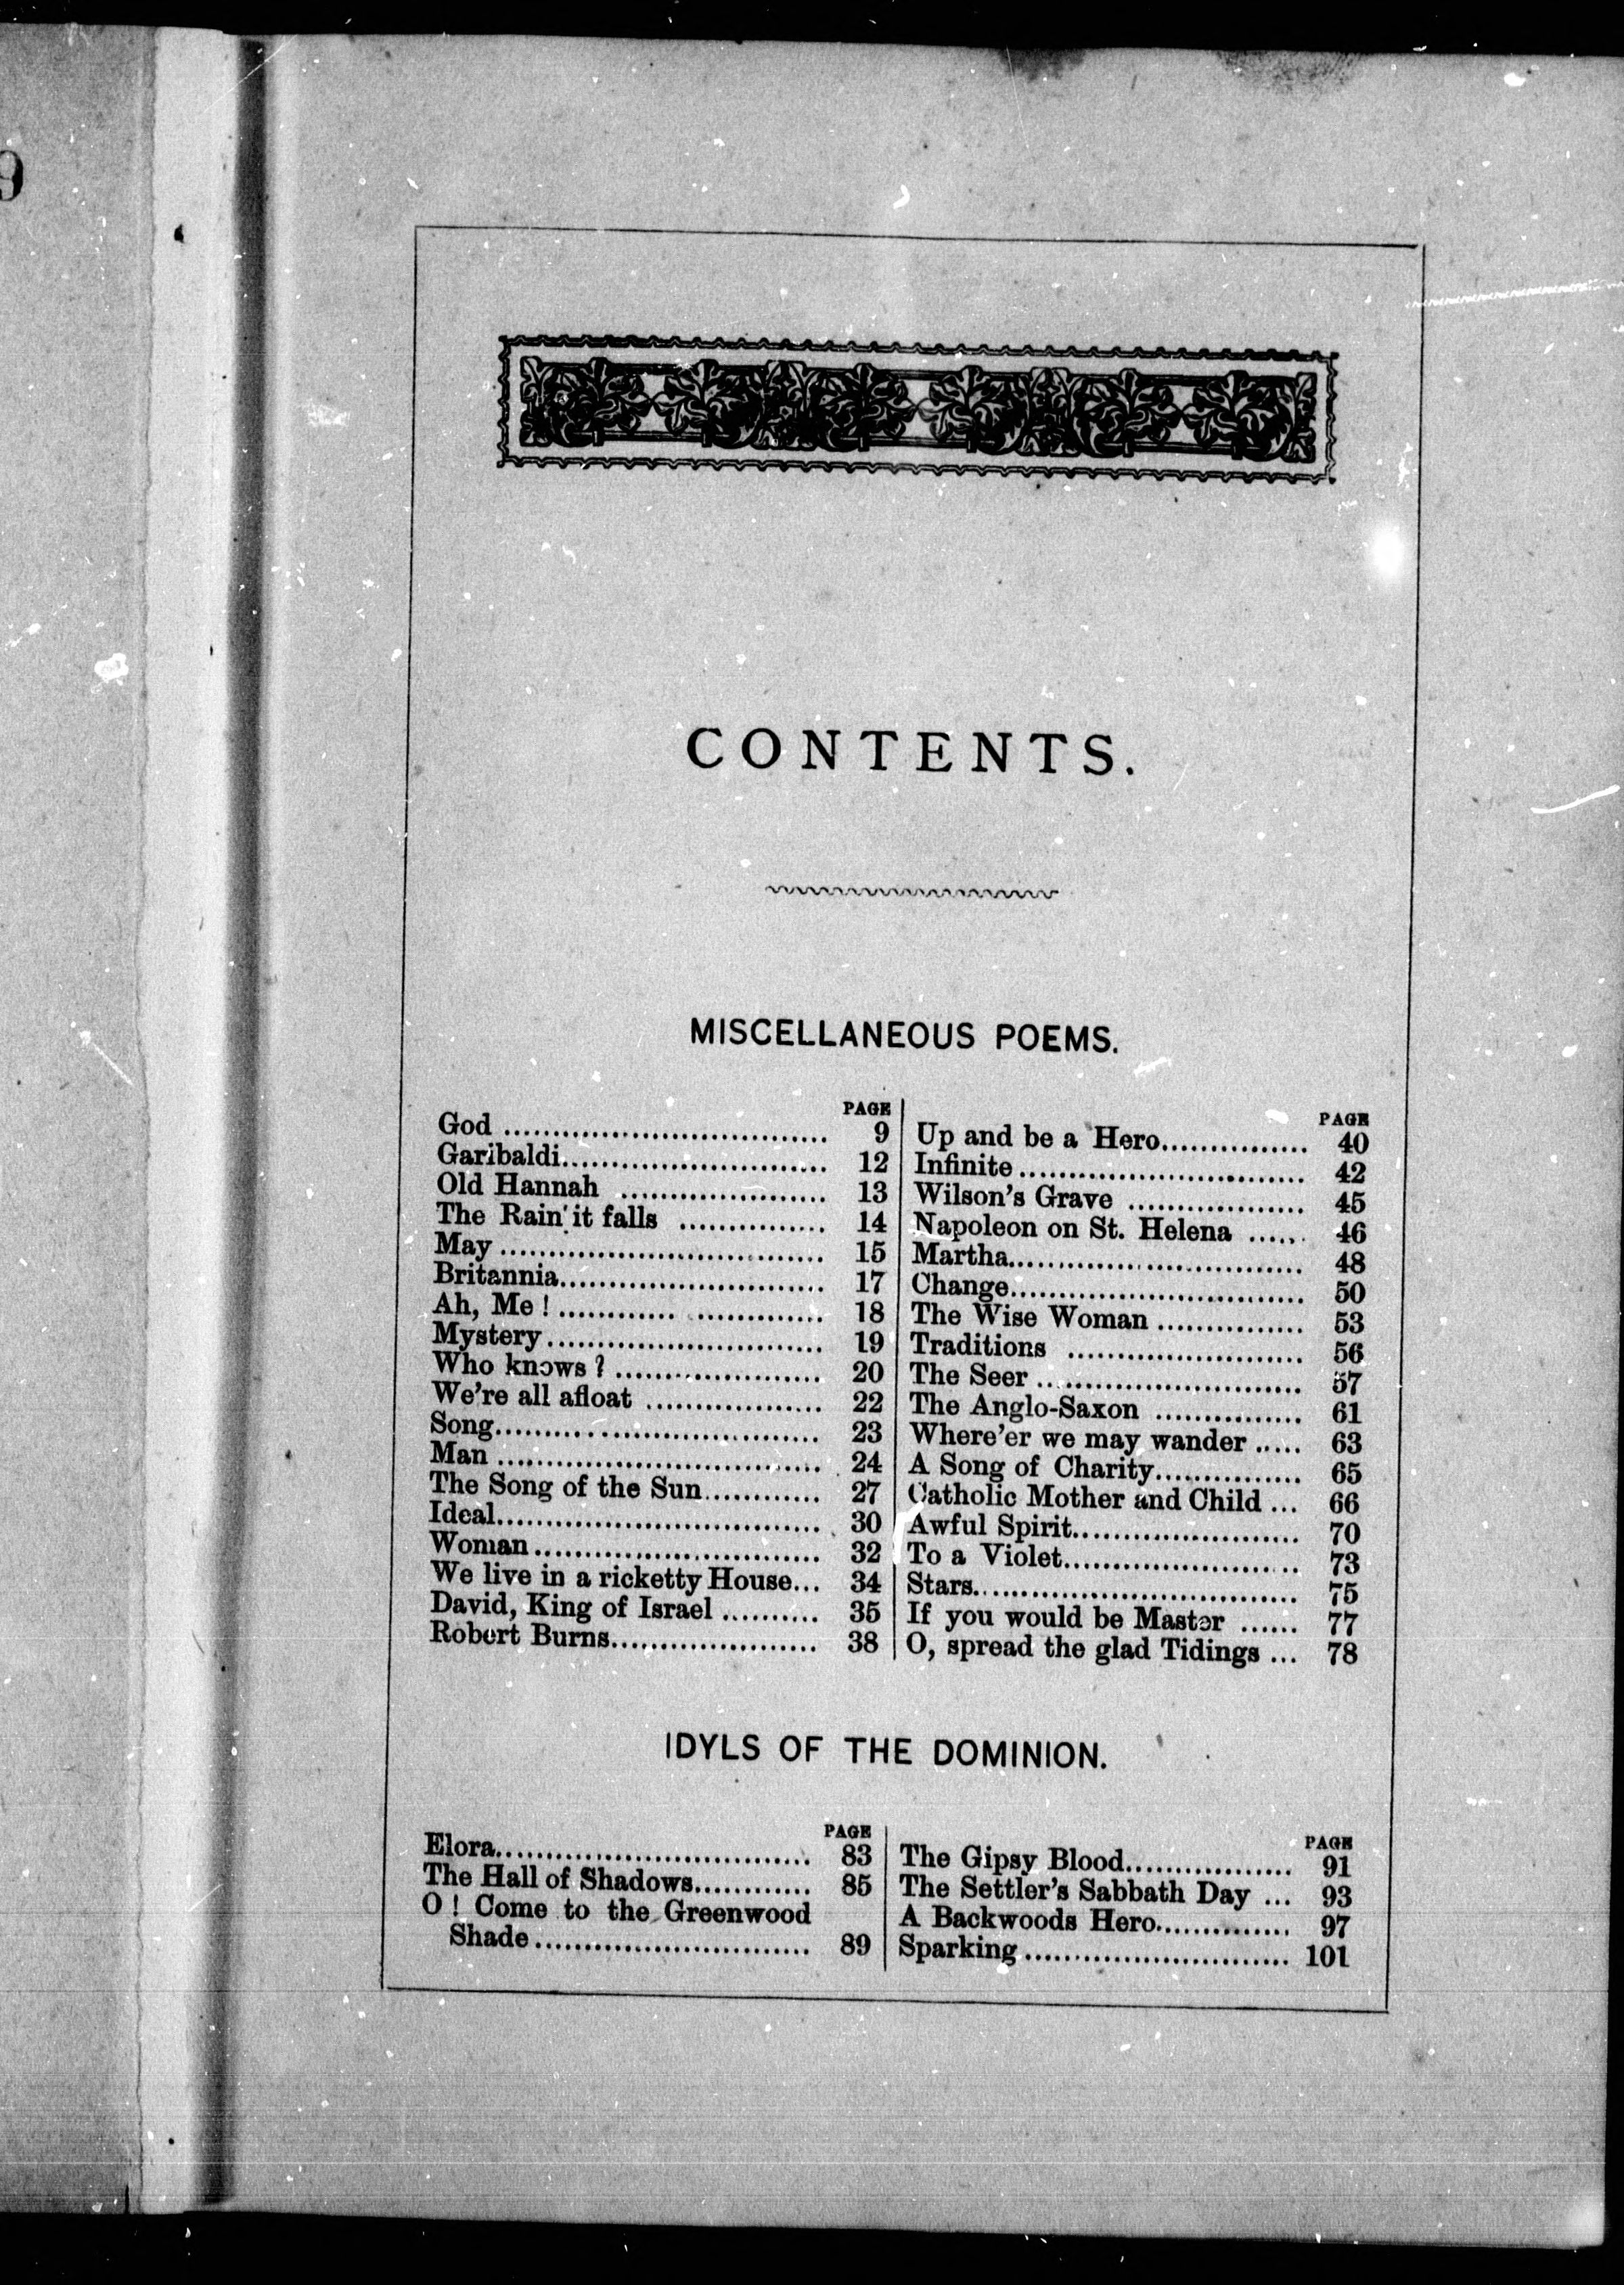 9
CONTENTS.
MISCELLANEOUS POEMS.
PAGE
God .................................. 9
Garibaldi............................ 12
Old Hannah ..................... 13
The Rain it falls ............... 14
May .................................. 15
Britannia............................ 17
Ah, Me ! ............................ 18
Mystery............................. 19
Who knows ? ..................... 20
We're all afloat .................. 22
Song.................................. 23
Man .................................. 24
The Song of the Sun............ 27
Ideal.................................. 30
Woman.............................. 32
We live in a ricketty House... 34
David, King of Israel .......... 35
Robert Burns..................... 38
PAGE
Up and be a Hero............... 40
Infinite.............................. 42
Wilson's Grave .................. 45
Napoleon on St. Helena ...... 46
Martha.............................. 48
Change.............................. 50
The Wise Woman ............... 53
Traditions ........................ 56
The Seer ........................... 57
The Anglo-Saxon ............... 61
Where'er we may wander ..... 63
A Song of Charity............... 65
Catholic Mother and Child ... 66
Awful Spirit....................... 70
To a Violet........................ 73
Stars................................. 75
If you would be Master ...... 77
O, spread the glad Tidings ... 78
IDYLS OF THE DOMINION.
PAGE
Elora................................ 83
The Hall of Shadows............ 85
O ! Come to the Greenwood
Shade............................ 89
PAGE
The Gipsy Blood................. 91
The Settler's Sabbath Day ... 93
A Backwoods Hero.............. 97
Sparking........................... 101